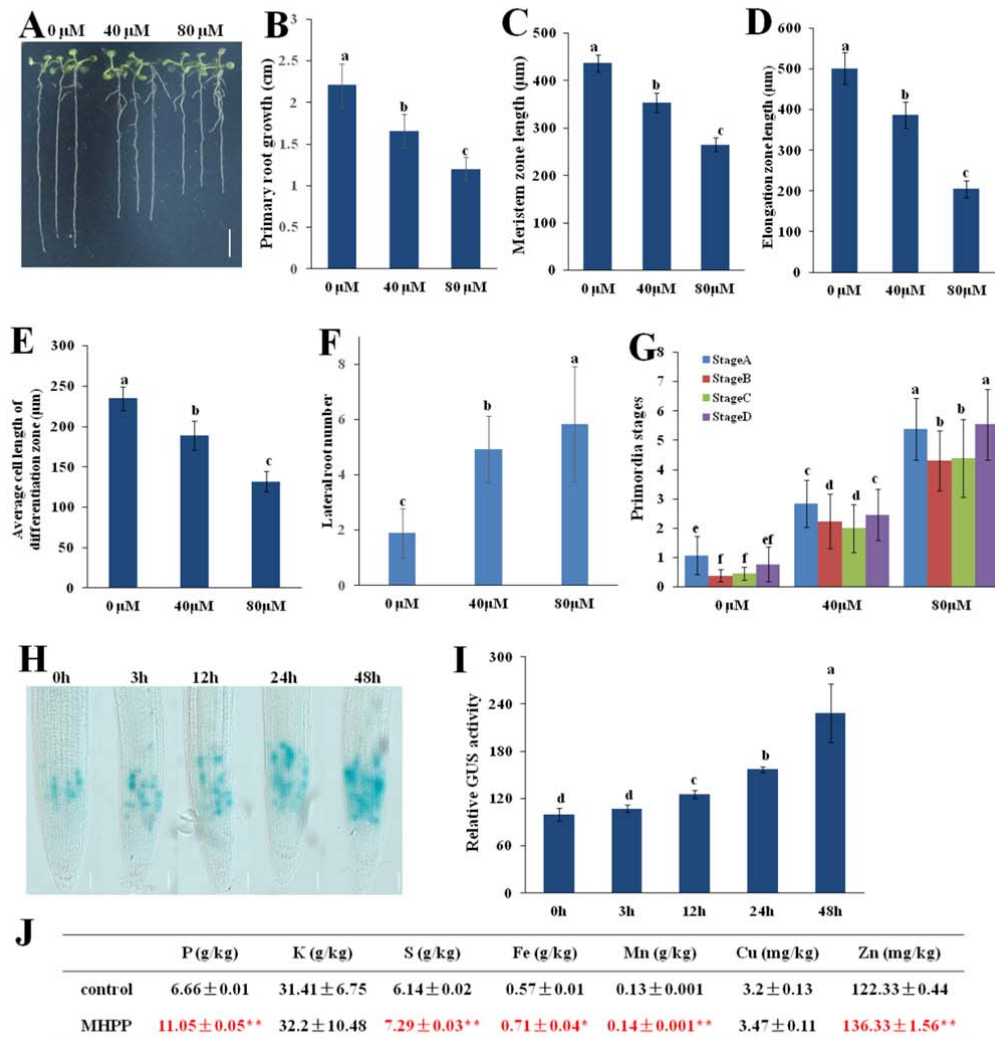 A
0 μM 40 μM 80 μM
B
Primary root growth (cm)
2.5
2
1.5
1
0.5
0
a
b
c
0 μM 40 μM 80 μM
C
Meristem zone length (μm)
500
400
300
200
100
0
a
b
c
0 μM 40 μM 80μM
D
Elongation zone length (μm)
600
500
400
300
200
100
0
a
b
c
0 μM 40 μM 80μM
E
Average cell length of
differentiation zone (μm)
300
250
200
150
100
50
0
a
b
c
0 μM 40 μM 80μM
F
Lateral root number
8
6
4
2
0
c
b
a
0 μM 40μM 80μM
G
Primordia stages
8
7
6
5
4
3
2
1
0
StageA
StageB
StageC
StageD
e f f ef
c d d c
a b b a
0 μM 40μM 80μM
H
0h 3h 12h 24h 48h
I
Relative GUS activity
300
240
180
120
60
0
d
d
c
b
a
0h 3h 12h 24h 48h
J
P (g/kg) K (g/kg) S (g/kg) Fe (g/kg) Mn (g/kg) Cu (mg/kg) Zn (mg/kg)
control 6.66±0.01 31.41±6.75 6.14±0.02 0.57±0.01 0.13±0.001 3.2±0.13 122.33±0.44
MHPP 11.05±0.05** 32.2±10.48 7.29±0.03** 0.71±0.04* 0.14±0.001** 3.47±0.11 136.33±1.56**